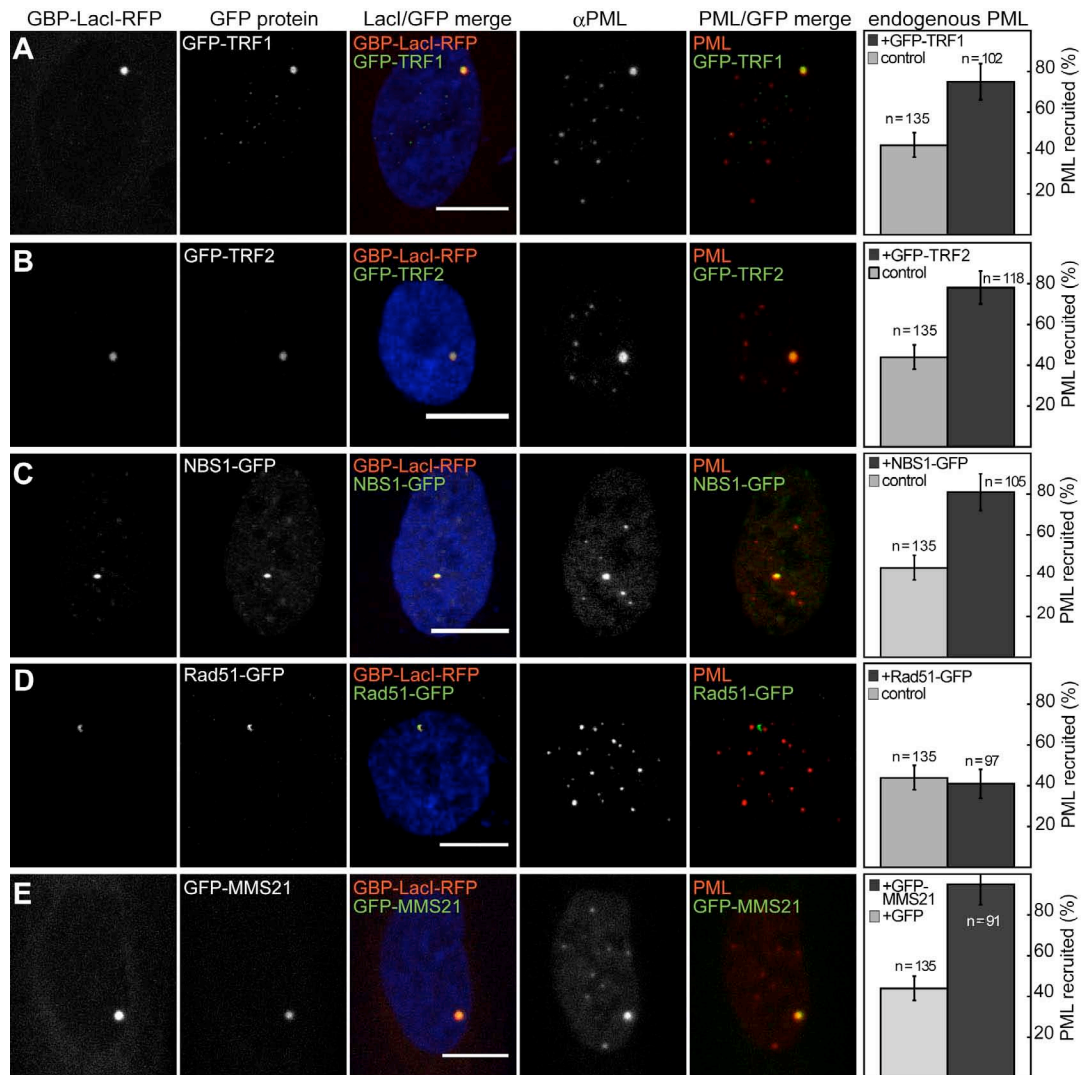 GBP-LacI-RFP GFP protein LacI/GFP merge αPML PML/GFP merge endogenous PML
A
GFP-TRF1
GBP-LacI-RFP
GFP-TRF1
PML
GFP-TRF1
+GFP-TRF1
control
n=135
n=102
80
60
40
20
PML recruited (%)
B
GFP-TRF2
GBP-LacI-RFP
GFP-TRF2
PML
GFP-TRF2
+GFP-TRF2
control
n=135
n=118
80
60
40
20
PML recruited (%)
C
NBS1-GFP
GBP-LacI-RFP
NBS1-GFP
PML
NBS1-GFP
+NBS1-GFP
control
n=135
n=105
80
60
40
20
PML recruited (%)
D
Rad51-GFP
GBP-LacI-RFP
Rad51-GFP
PML
Rad51-GFP
+Rad51-GFP
control
n=135
n=97
80
60
40
20
PML recruited (%)
E
GFP-MMS21
GBP-LacI-RFP
GFP-MMS21
PML
GFP-MMS21
+GFP-
MMS21
+GFP
n=135
n=91
80
60
40
20
PML recruited (%)